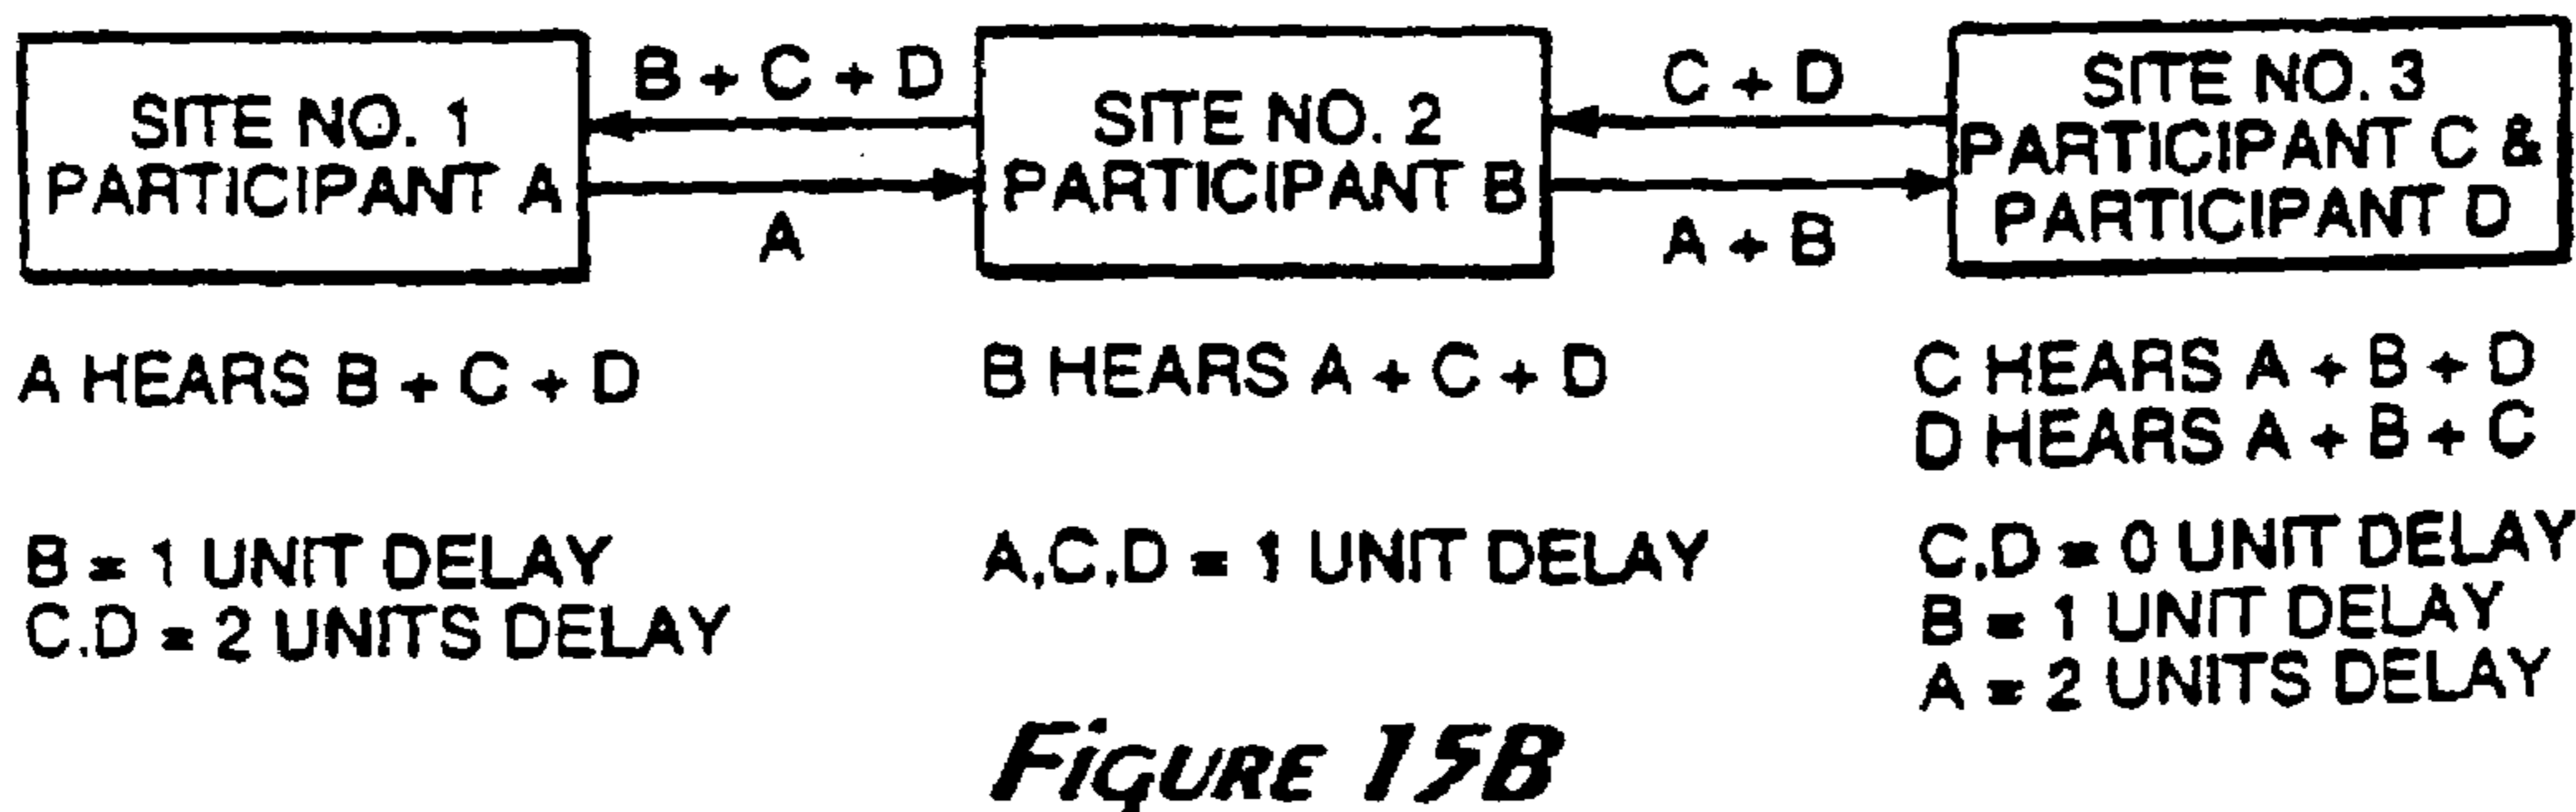 SITE NO. 1
PARTICIPANT A
B + C + D
A
SITE NO. 2
PARTICIPANT B
C + D
A + B
SITE NO. 3
PARTICIPANT C &
PARTICIPANT D
A HEARS B + C + D
B HEARS A + C + D
C HEARS A + B + D
D HEARS A + B + C
B = 1 UNIT DELAY
C,D = 2 UNITS DELAY
A,C,D = 1 UNIT DELAY
C,D = 0 UNIT DELAY
B = 1 UNIT DELAY
A = 2 UNITS DELAY
FIGURE 15B